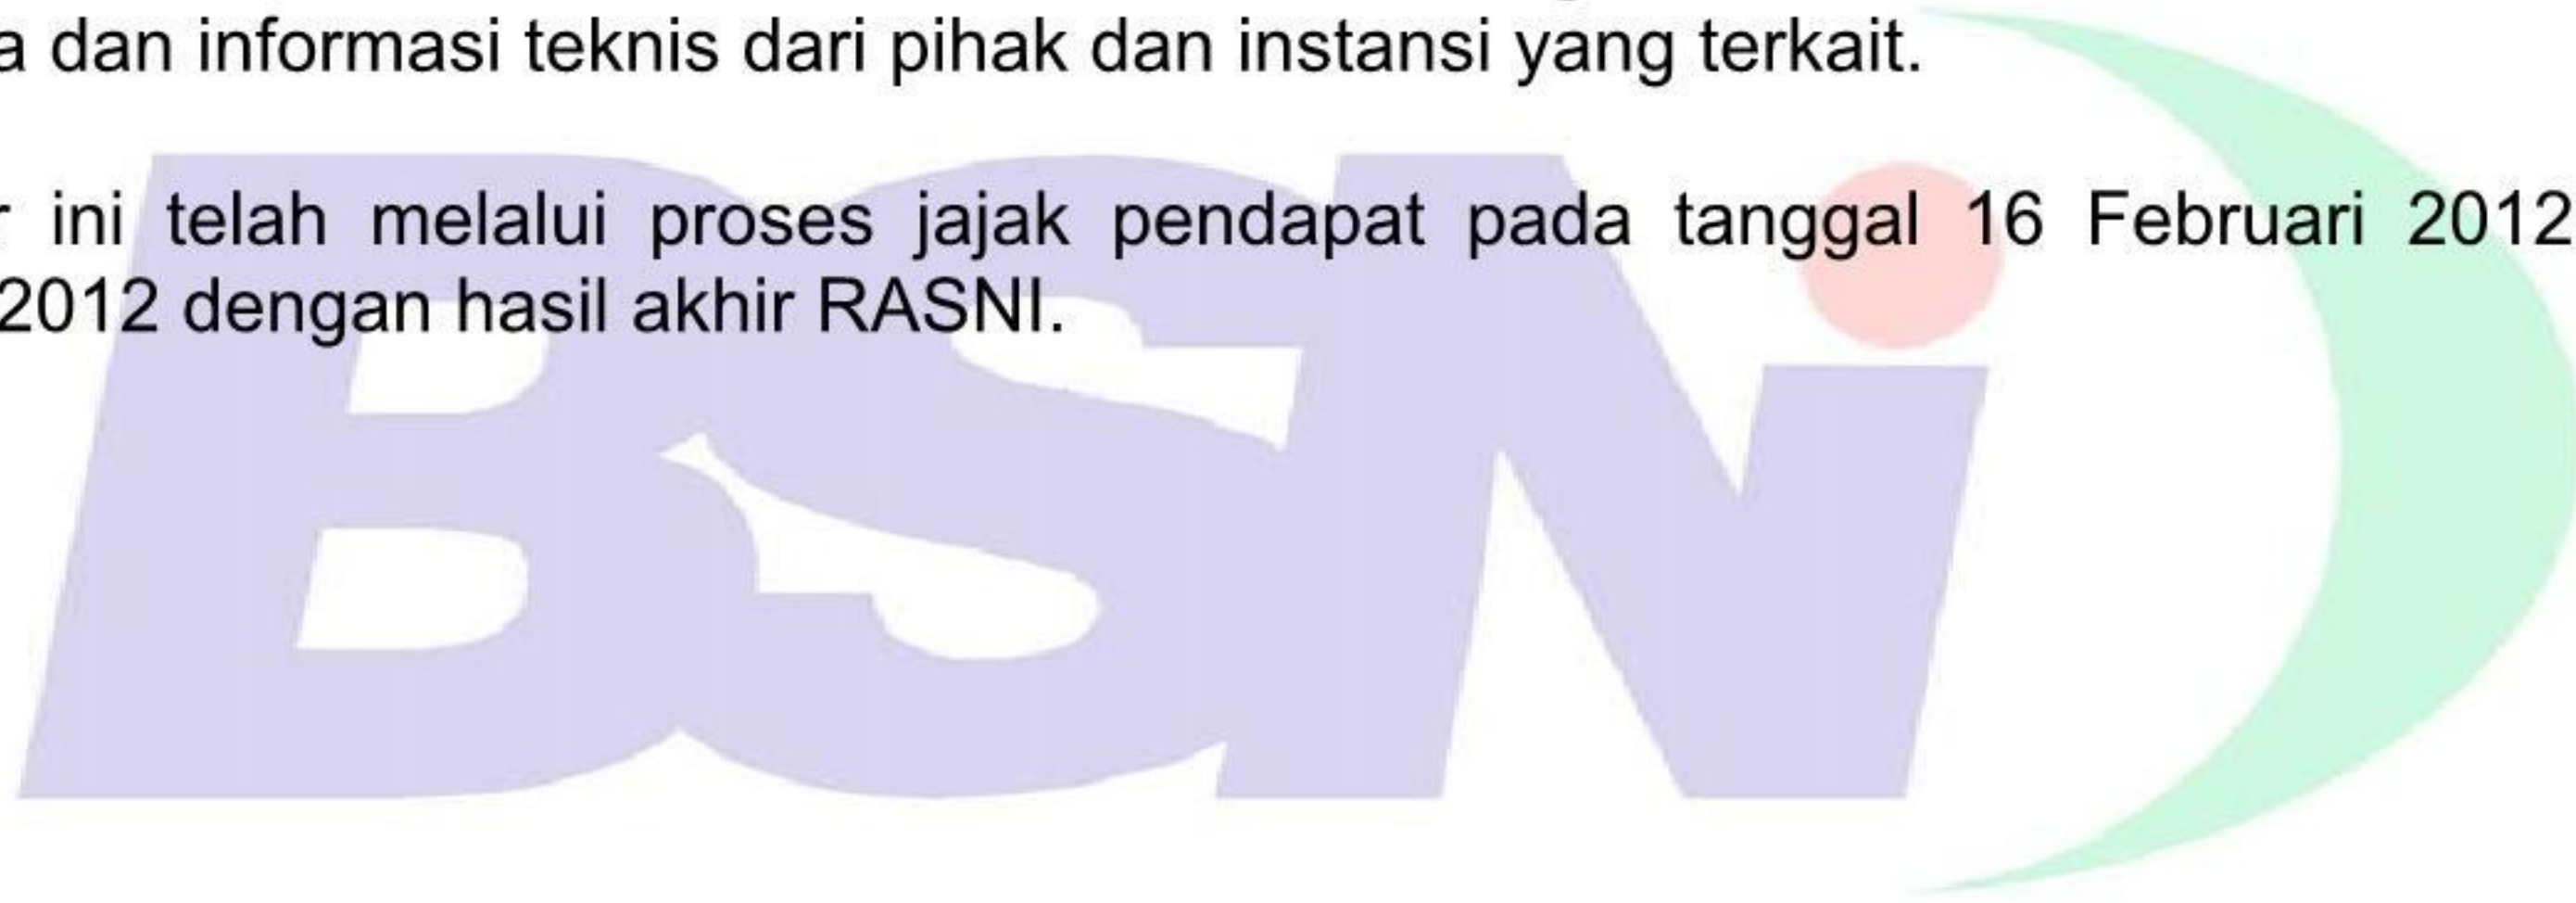 a dan informasi teknis dari pihak dan instansi yang terkait.
r ini telah melalui proses jajak pendapat pada tanggal 16 Februari 2012
2012 dengan hasil akhir RASNI.
BSNi